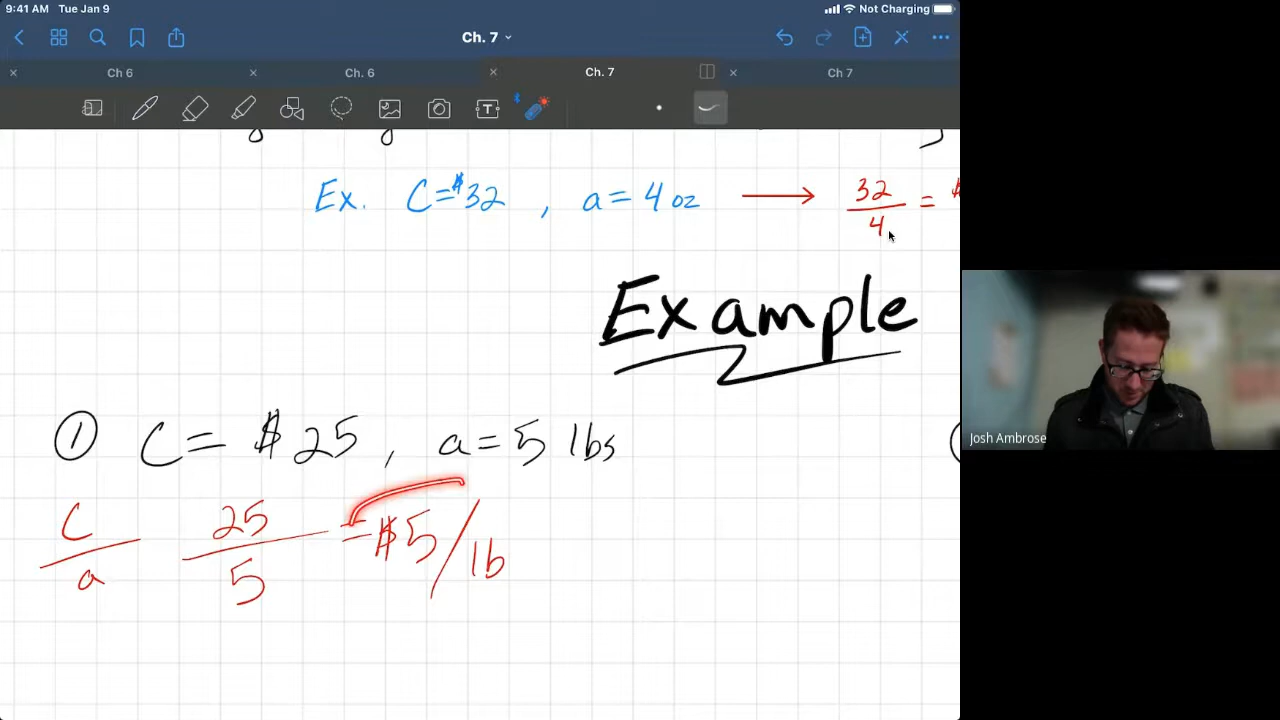 9:41 AM Tue Jan 9
Not Charging
Ch. 7
Ch 6
Ch. 6
Ch. 7
Ch 7
Ex. C=$32 , a = 4 oz → 32/4 = $
Example
① C = $25 , a = 5 lbs
C/a 25/5 = $5/lb
Josh Ambrose